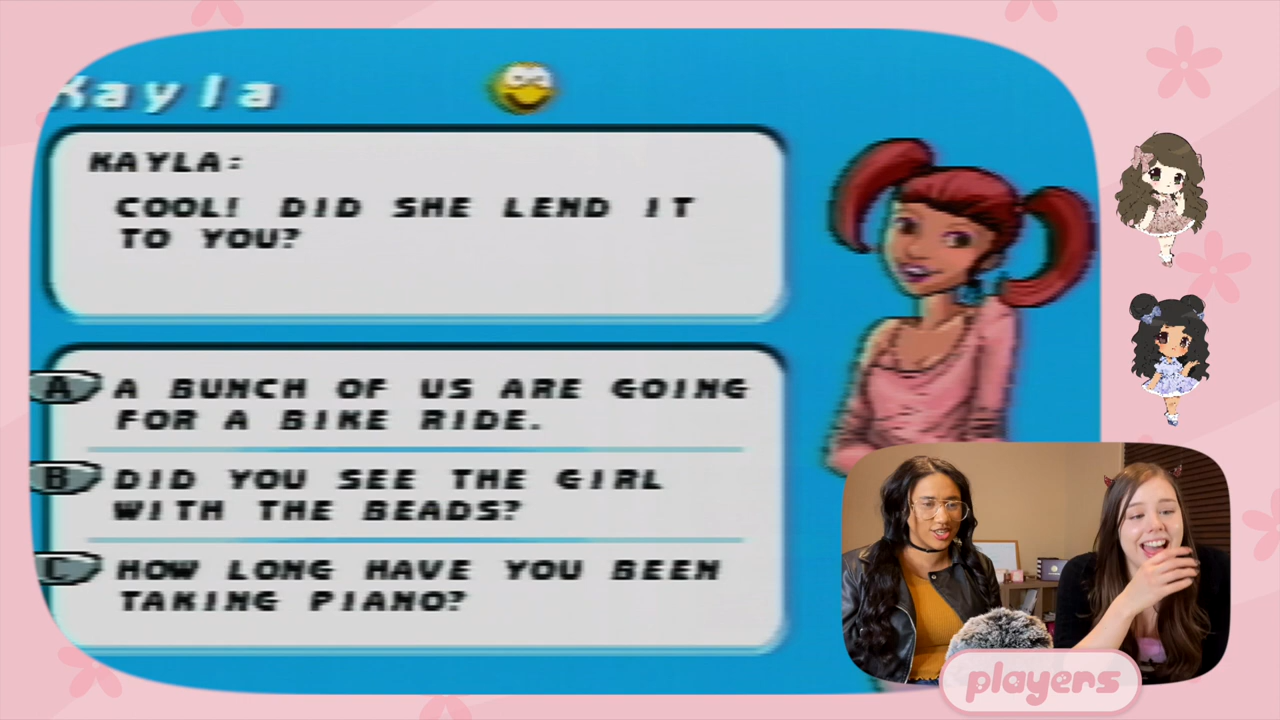 Kayla
KAYLA:
COOL! DID SHE LEND IT
TO YOU?
A A BUNCH OF US ARE GOING
FOR A BIKE RIDE.
B DID YOU SEE THE GIRL
WITH THE BEADS?
C HOW LONG HAVE YOU BEEN
TAKING PIANO?
players